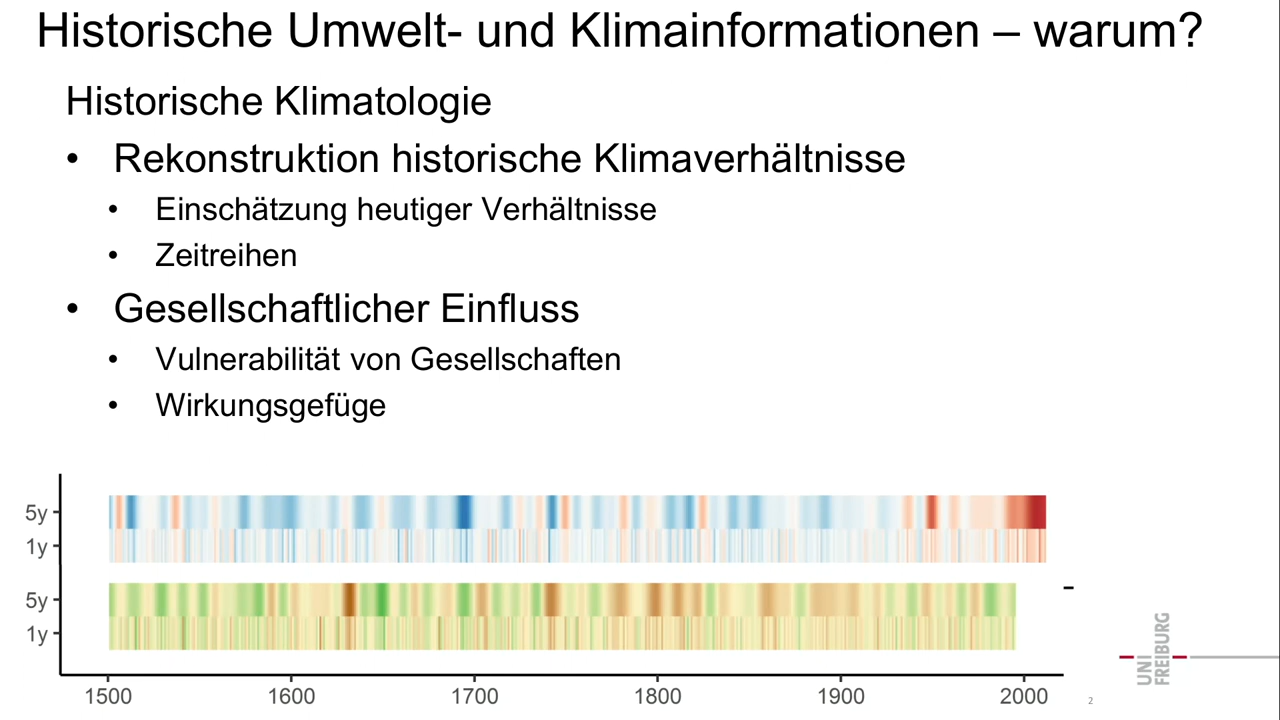 Historische Umwelt- und Klimainformationen – warum?
Historische Klimatologie
• Rekonstruktion historische Klimaverhältnisse
• Einschätzung heutiger Verhältnisse
• Zeitreihen
• Gesellschaftlicher Einfluss
• Vulnerabilität von Gesellschaften
• Wirkungsgefüge
5y
1y
5y
1y
1500 1600 1700 1800 1900 2000
2
UNI
FREIBURG